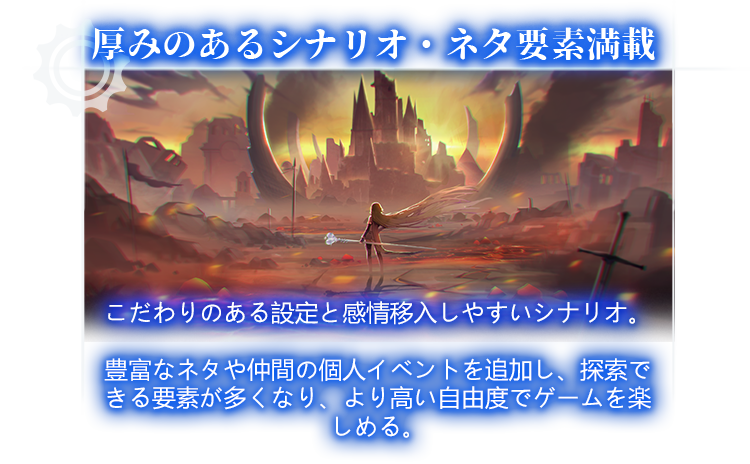 厚みのあるシナリオ・ネタ要素満載
こだわりのある設定と感情移入しやすいシナリオ。
豊富なネタや仲間の個人イベントを追加し、探索で
きる要素が多くなり、より高い自由度でゲームを楽
しめる。